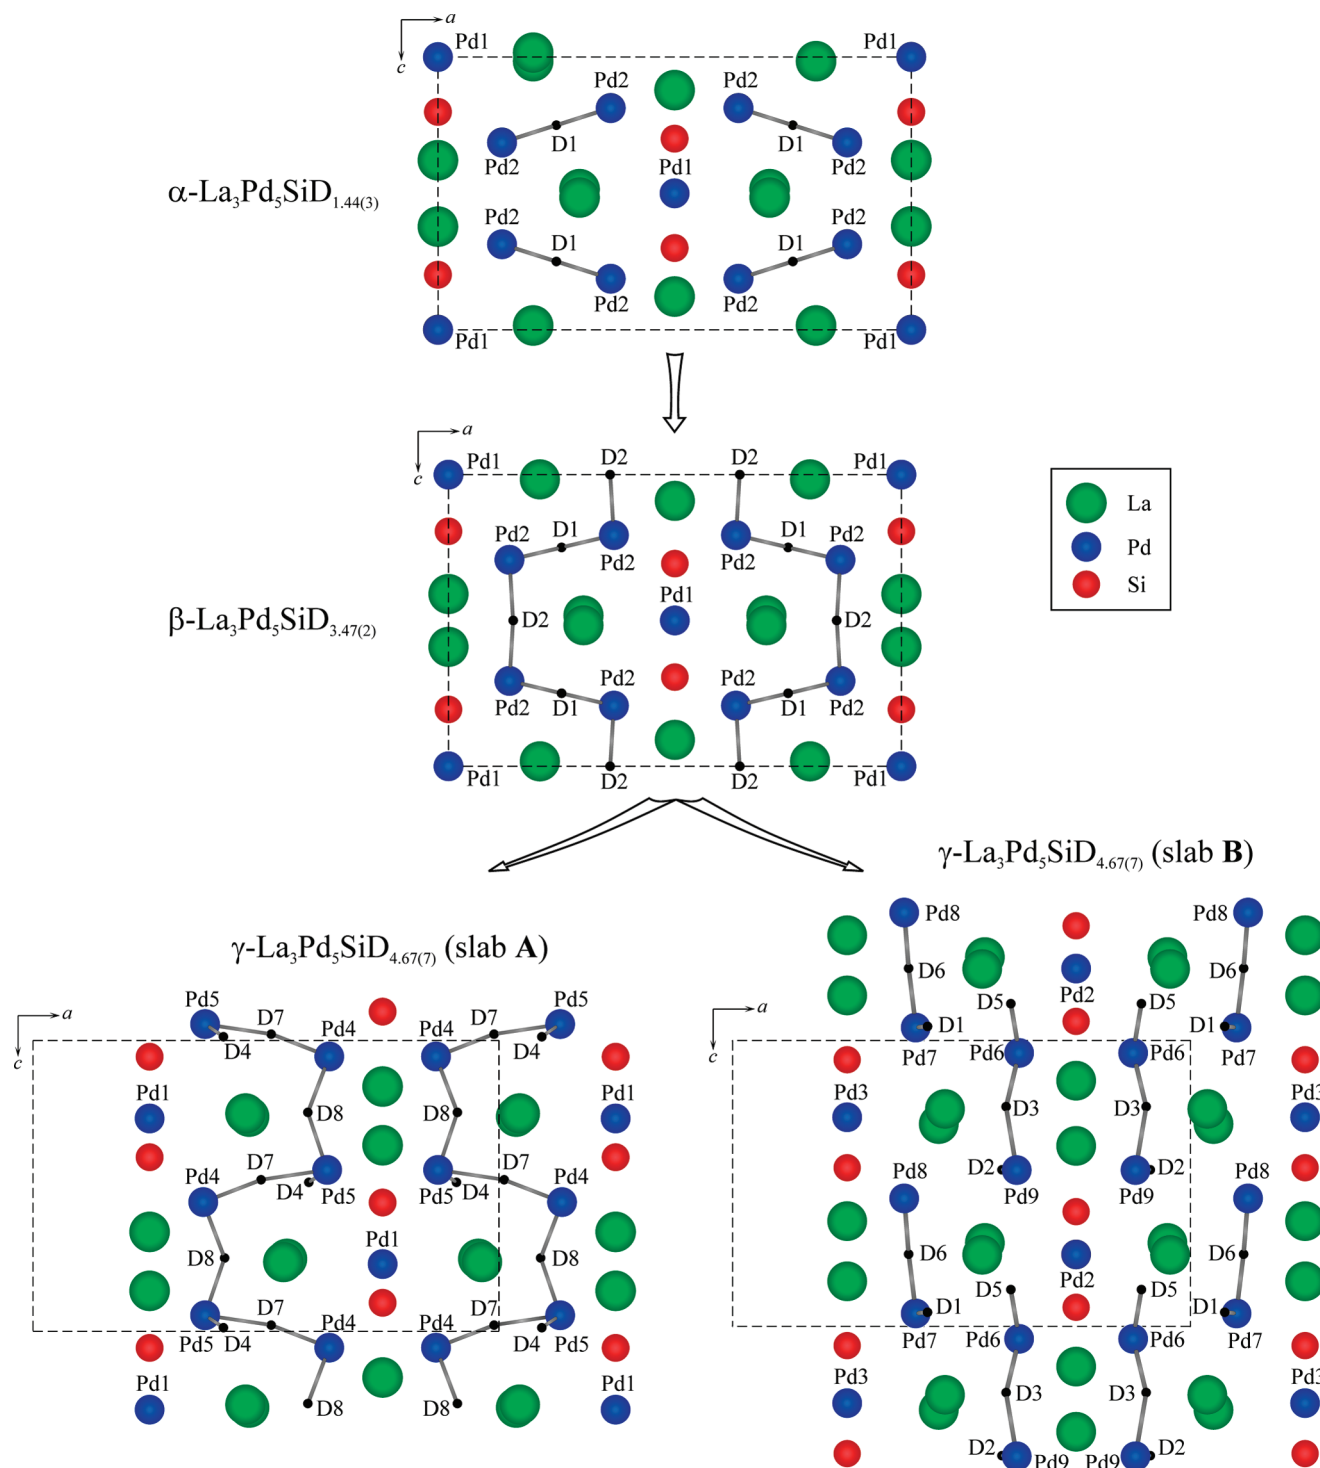 a
c
Pd1
Pd1
Pd2
Pd2
D1
D1
Pd2
Pd1
Pd2
α-La₃Pd₅SiD₁.₄₄₍₃₎
Pd2
Pd2
D1
D1
Pd2
Pd2
Pd1
Pd1
a
c
Pd1
D2
D2
Pd1
Pd2
D1
D1
Pd2
Pd2
Pd2
La
Pd
Si
Pd1
β-La₃Pd₅SiD₃.₄₇₍₂₎
D2
D2
Pd2
Pd2
Pd2
D1
D1
Pd2
Pd1
D2
D2
Pd1
γ-La₃Pd₅SiD₄.₆₇₍₇₎ (slab A)
a
c
Pd5
D7
Pd4
Pd4
D7
Pd5
D4
D4
Pd1
Pd1
D8
D8
Pd4
D7
D4
Pd5
Pd5
D4
D7
Pd4
D8
Pd1
D8
Pd5
D7
D4
Pd4
Pd4
D7
D4
Pd5
Pd1
D8
D8
Pd1
γ-La₃Pd₅SiD₄.₆₇₍₇₎ (slab B)
a
c
Pd8
Pd8
D6
D6
D5
Pd2
D5
D1
D1
Pd7
Pd6
Pd6
Pd7
Pd3
Pd3
D3
D3
Pd8
D2
D2
Pd8
Pd9
Pd9
D6
D6
D5
Pd2
D5
D1
D1
Pd7
Pd6
Pd6
Pd7
Pd3
Pd3
D3
D3
D2
D2
Pd9
Pd9